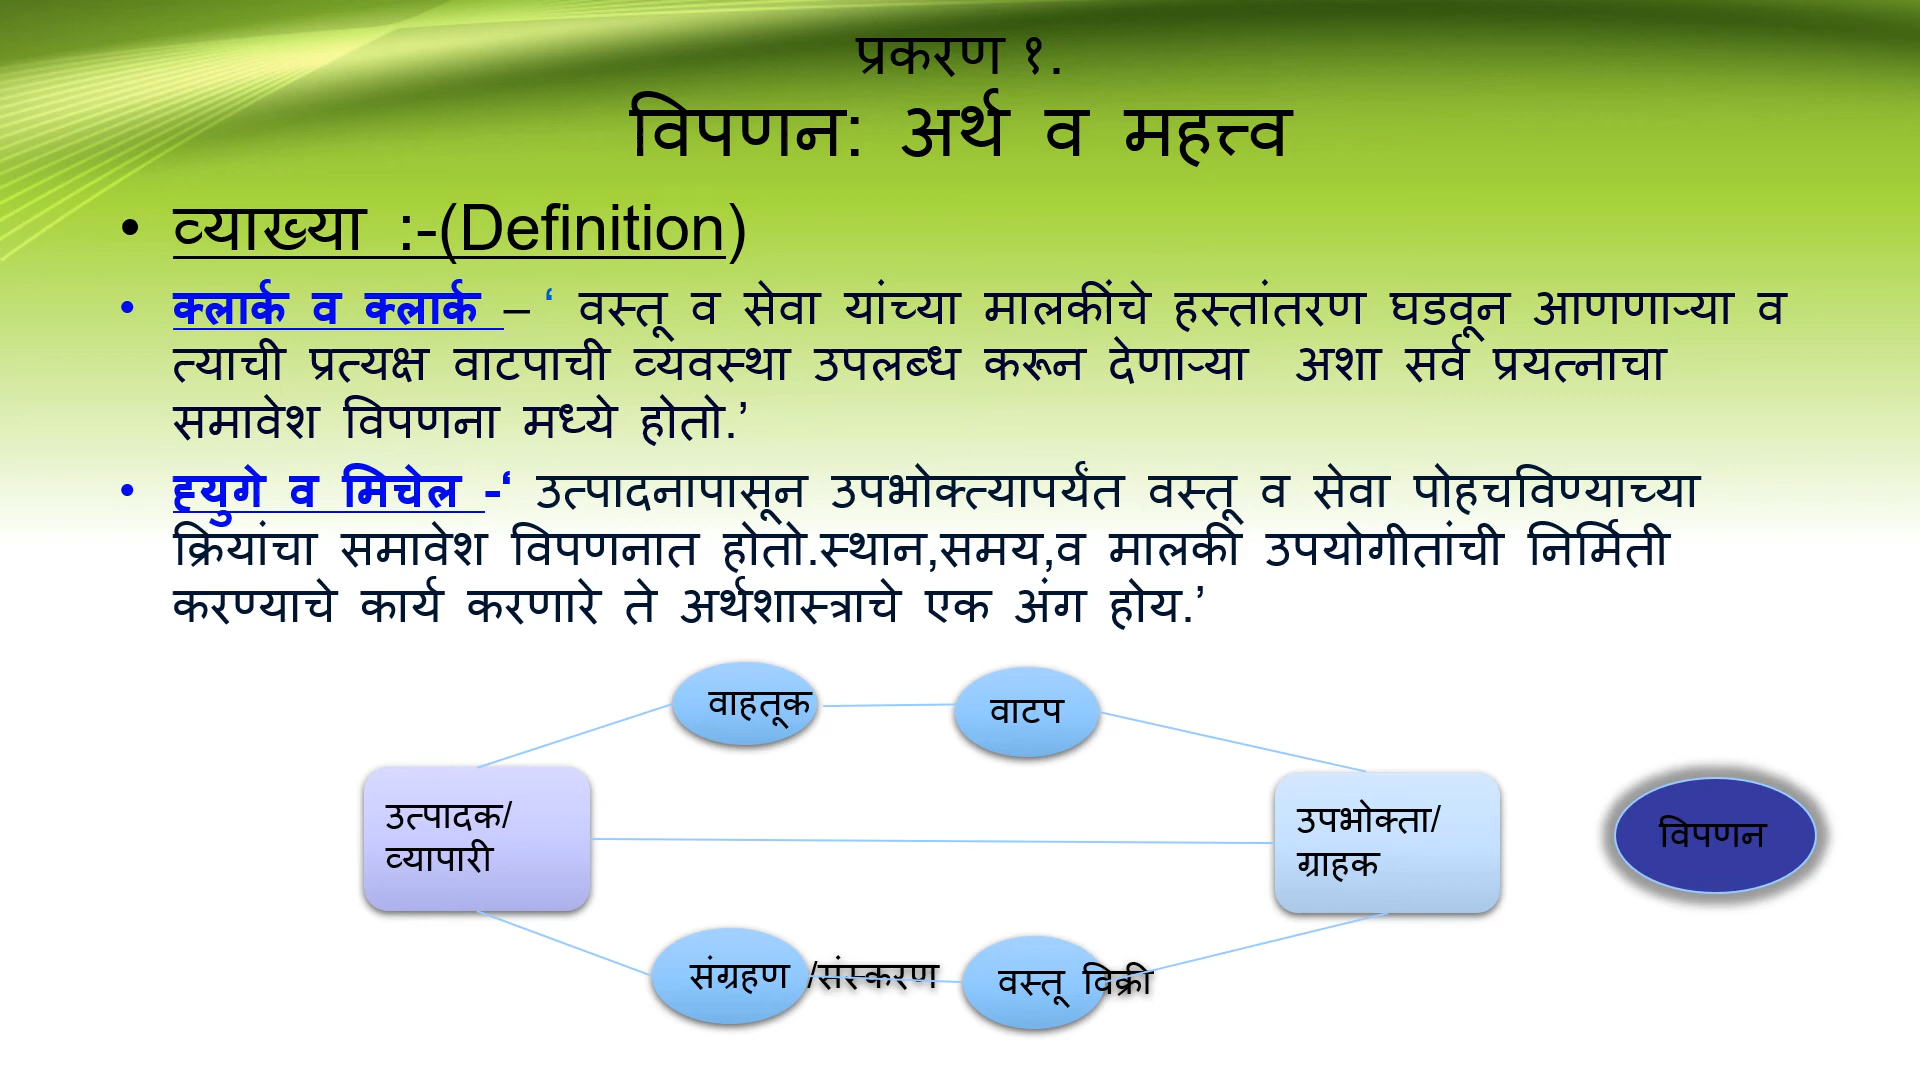 प्रकरण १.
विपणन: अर्थ व महत्त्व
• व्याख्या :-(Definition)
• क्लार्क व क्लार्क – ‘ वस्तू व सेवा यांच्या मालकींचे हस्तांतरण घडवून आणणाऱ्या व
त्याची प्रत्यक्ष वाटपाची व्यवस्था उपलब्ध करून देणाऱ्या अशा सर्व प्रयत्नाचा
समावेश विपणना मध्ये होतो.’
• ह्युगे व मिचेल -‘ उत्पादनापासून उपभोक्त्यापर्यंत वस्तू व सेवा पोहचविण्याच्या
क्रियांचा समावेश विपणनात होतो.स्थान,समय,व मालकी उपयोगीतांची निर्मिती
करण्याचे कार्य करणारे ते अर्थशास्त्राचे एक अंग होय.’
वाहतूक
वाटप
उत्पादक/
व्यापारी
उपभोक्ता/
ग्राहक
विपणन
संग्रहण /संस्करण
वस्तू विक्री